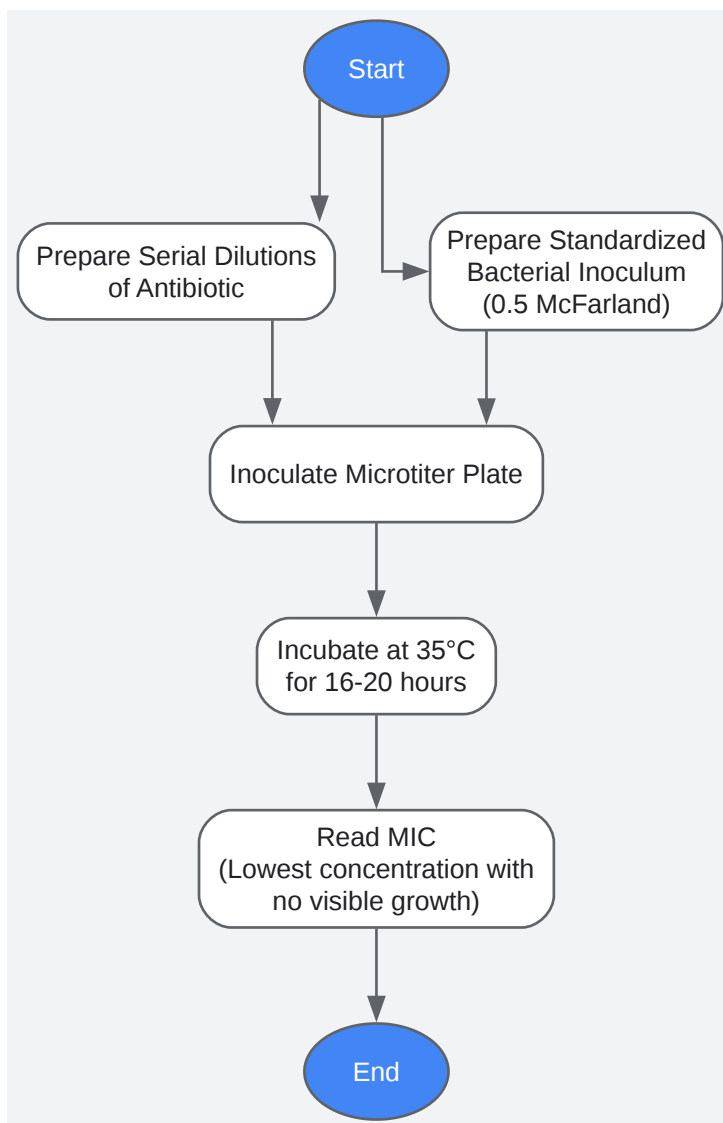 Start
Prepare Serial Dilutions
of Antibiotic
Prepare Standardized
Bacterial Inoculum
(0.5 McFarland)
Inoculate Microtiter Plate
Incubate at 35°C
for 16-20 hours
Read MIC
(Lowest concentration with
no visible growth)
End